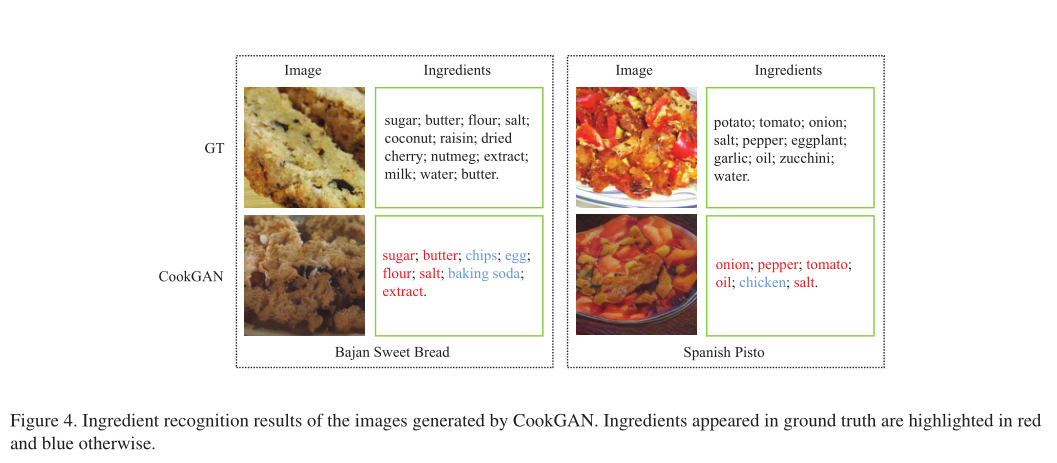 Image
Ingredients
Image
Ingredients
GT
sugar; butter; flour; salt;
coconut; raisin; dried
cherry; nutmeg; extract;
milk; water; butter.
potato; tomato; onion;
salt; pepper; eggplant;
garlic; oil; zucchini;
water.
CookGAN
sugar; butter; chips; egg;
flour; salt; baking soda;
extract.
onion; pepper; tomato;
oil; chicken; salt.
Bajan Sweet Bread
Spanish Pisto
Figure 4. Ingredient recognition results of the images generated by CookGAN. Ingredients appeared in ground truth are highlighted in red
and blue otherwise.